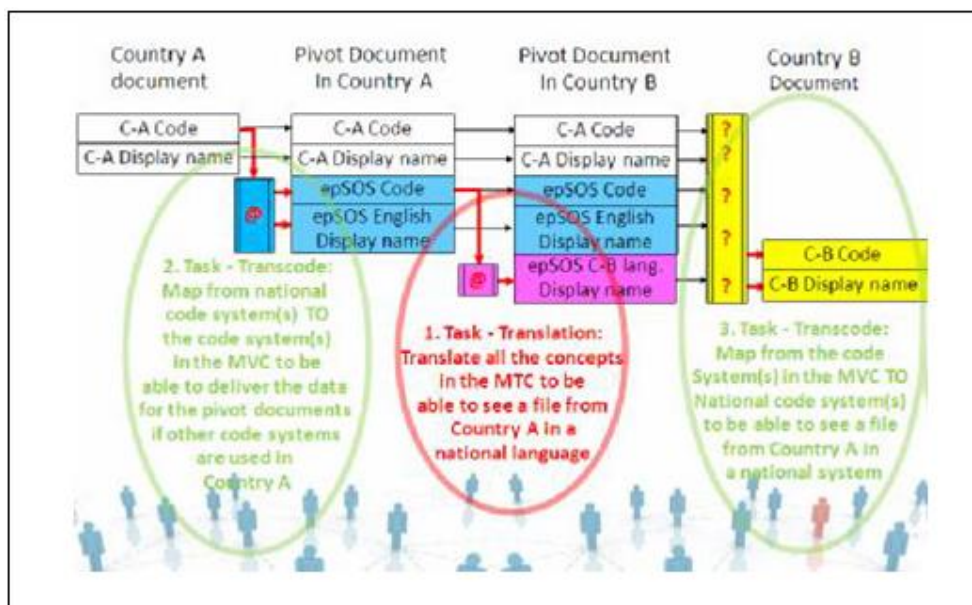 Country A
document
Pivot Document
In Country A
Pivot Document
In Country B
Country B
Document
C-A Code
C-A Display name
C-A Code
C-A Display name
epSOS Code
epSOS English
Display name
C-A Code
C-A Display name
epSOS Code
epSOS English
Display name
epSOS C-B lang.
Display name
@
@
?
?
?
?
?
C-B Code
C-B Display name
2. Task - Transcode:
Map from national
code system(s) TO
the code system(s)
In the MVC to be
able to deliver the data
for the pivot documents
if other code systems
are used in
Country A
1. Task - Translation:
Translate all the concepts
in the MTC to be
able to see a file from
Country A in a
national language
3. Task - Transcode:
Map from the code
System(s) in the MVC TO
National code system(s)
to be able to see a file
from Country A in
a national system